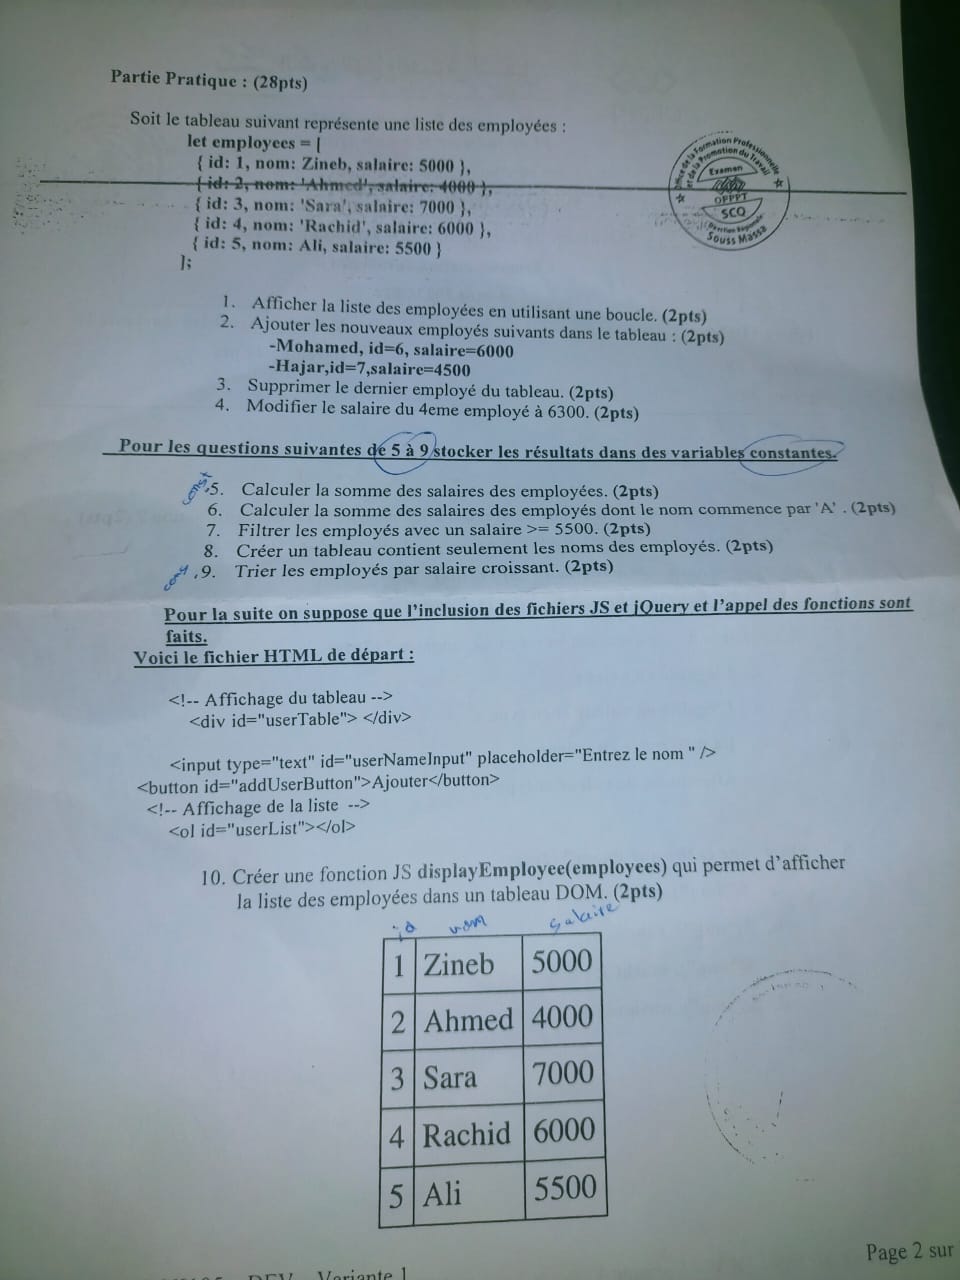 Partie Pratique : (28pts)
Soit le tableau suivant représente une liste des employées :
let employees = [
{ id: 1, nom: Zineb, salaire: 5000 },
{ id: 2, nom: 'Ahmed', salaire: 4000 },
{ id: 3, nom: 'Sara', salaire: 7000 },
{ id: 4, nom: 'Rachid', salaire: 6000 },
{ id: 5, nom: Ali, salaire: 5500 }
];
Office de la Formation Professionnelle
et de la Promotion du Travail
Examen
OFPPT
SCQ
Direction Régionale
Souss Massa
1. Afficher la liste des employées en utilisant une boucle. (2pts)
2. Ajouter les nouveaux employés suivants dans le tableau : (2pts)
-Mohamed, id=6, salaire=6000
-Hajar,id=7,salaire=4500
3. Supprimer le dernier employé du tableau. (2pts)
4. Modifier le salaire du 4eme employé à 6300. (2pts)
Pour les questions suivantes de 5 à 9 stocker les résultats dans des variables constantes.
const
5. Calculer la somme des salaires des employées. (2pts)
6. Calculer la somme des salaires des employés dont le nom commence par 'A' . (2pts)
7. Filtrer les employés avec un salaire >= 5500. (2pts)
8. Créer un tableau contient seulement les noms des employés. (2pts)
9. Trier les employés par salaire croissant. (2pts)
Pour la suite on suppose que l'inclusion des fichiers JS et jQuery et l'appel des fonctions sont
faits.
Voici le fichier HTML de départ :
<!-- Affichage du tableau -->
<div id="userTable"> </div>
<input type="text" id="userNameInput" placeholder="Entrez le nom " />
<button id="addUserButton">Ajouter</button>
<!-- Affichage de la liste -->
<ol id="userList"></ol>
10. Créer une fonction JS displayEmployee(employees) qui permet d'afficher
la liste des employées dans un tableau DOM. (2pts)
id nom salaire
1 Zineb 5000
2 Ahmed 4000
3 Sara 7000
4 Rachid 6000
5 Ali 5500
Page 2 sur
DEV Variante 1